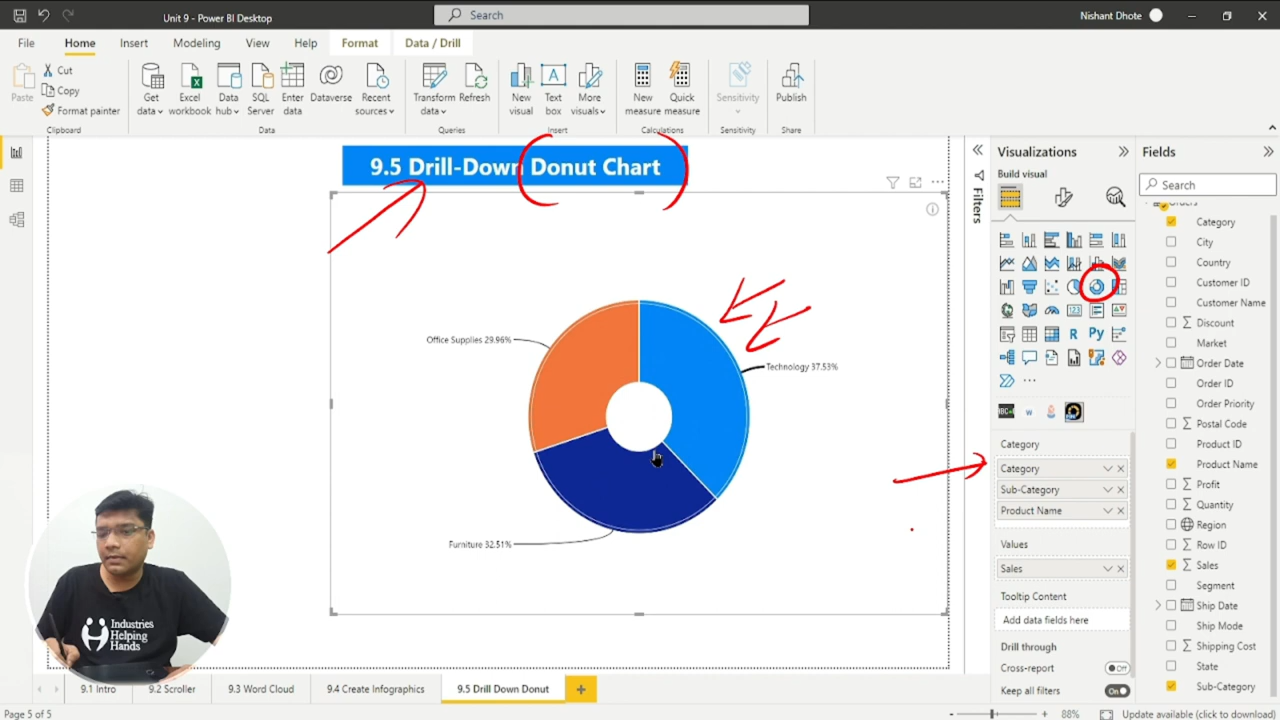 Unit 9 - Power BI Desktop
Search
Nishant Dhote
File Home Insert Modeling View Help Format Data / Drill
Paste
Cut
Copy
Format painter
Clipboard
Get data
Excel workbook
Data hub
SQL Server
Enter data
Dataverse
Recent sources
Data
Transform data
Refresh
Queries
New visual
Text box
More visuals
Insert
New measure
Quick measure
Calculations
Sensitivity
Sensitivity
Publish
Share
9.5 Drill-Down Donut Chart
Office Supplies 29.96%
Technology 37.53%
Furniture 32.51%
Industries
Helping
Hands
Filters
Visualizations
Build visual
R Py
Category
Category
Sub-Category
Product Name
Values
Sales
Tooltip Content
Add data fields here
Drill through
Cross-report Off
Keep all filters On
Fields
Search
Category
City
Country
Customer ID
Customer Name
Discount
Market
Order Date
Order ID
Order Priority
Postal Code
Product ID
Product Name
Profit
Quantity
Region
Row ID
Sales
Segment
Ship Date
Ship Mode
Shipping Cost
State
Sub-Category
9.1 Intro 9.2 Scroller 9.3 Word Cloud 9.4 Create Infographics 9.5 Drill Down Donut
Page 5 of 5
88%
Update available (click to download)